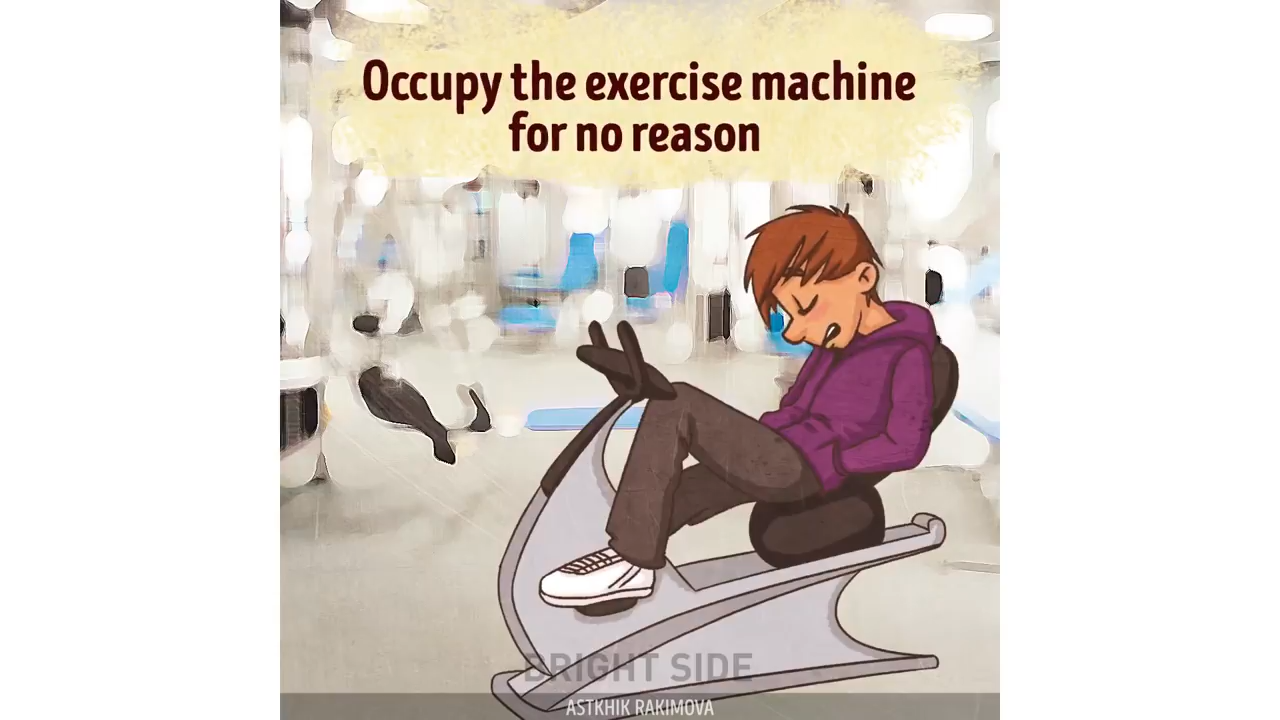 Occupy the exercise machine
for no reason
BRIGHT SIDE
ASTKHIK RAKIMOVA